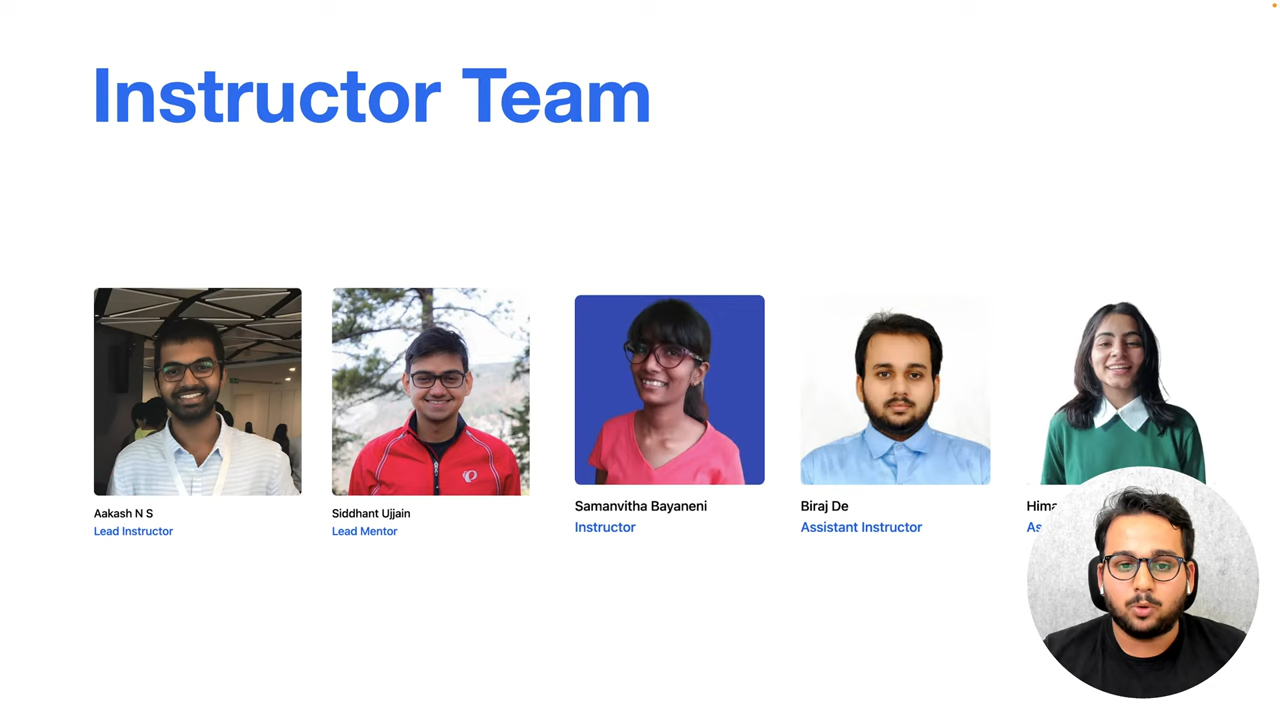 Instructor Team
Aakash N S
Lead Instructor
Siddhant Ujjain
Lead Mentor
Samanvitha Bayaneni
Instructor
Biraj De
Assistant Instructor